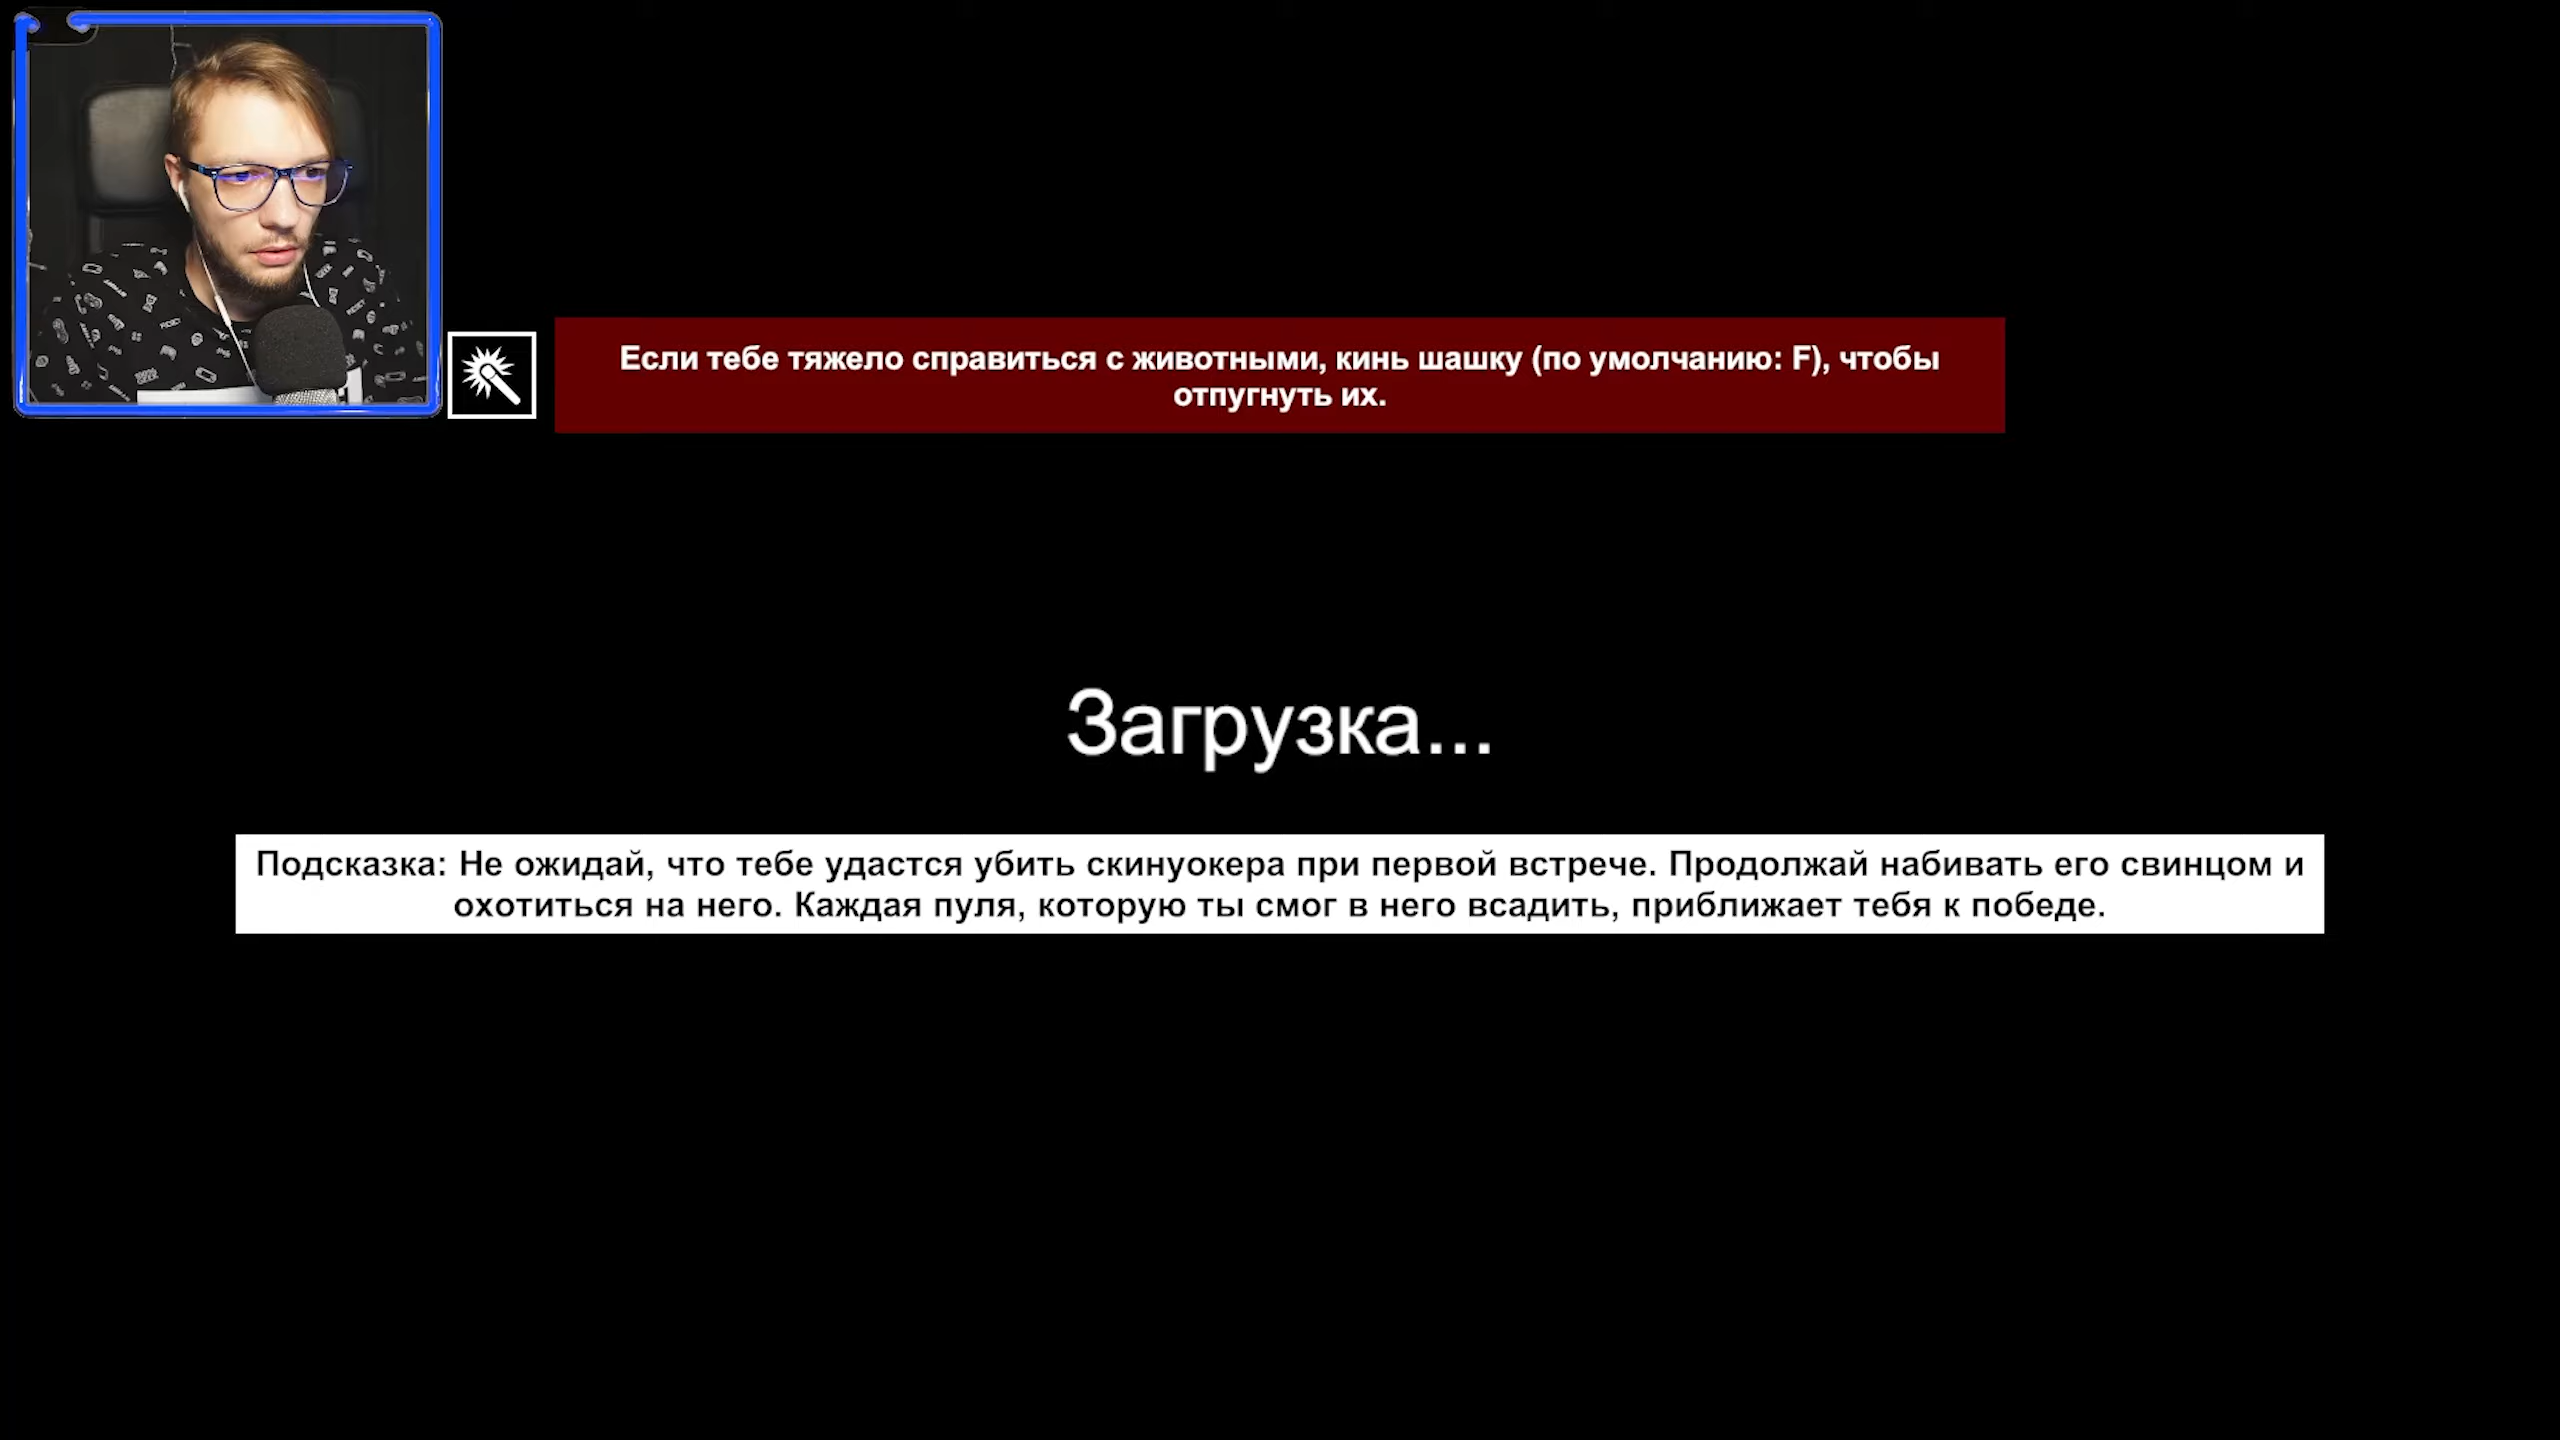 Если тебе тяжело справиться с животными, кинь шашку (по умолчанию: F), чтобы
отпугнуть их.
Загрузка...
Подсказка: Не ожидай, что тебе удастся убить скинуокера при первой встрече. Продолжай набивать его свинцом и
охотиться на него. Каждая пуля, которую ты смог в него всадить, приближает тебя к победе.